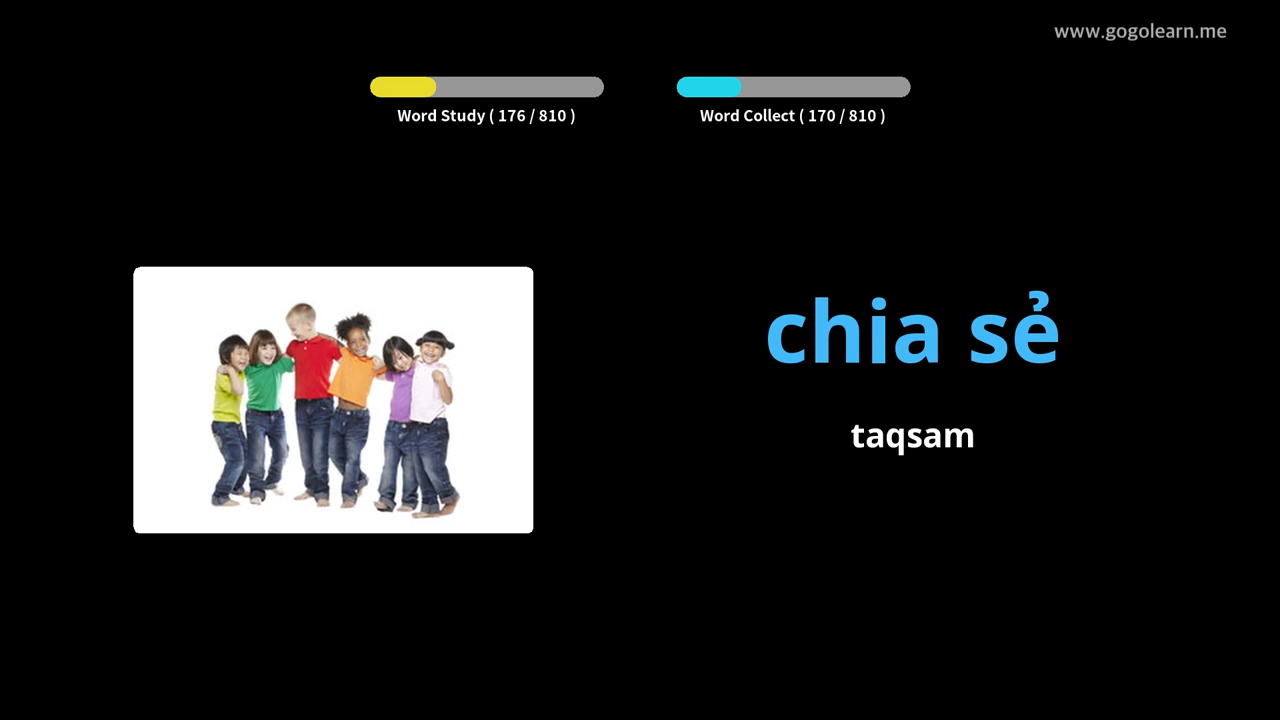 www.gogolearn.me
Word Study ( 176 / 810 )
Word Collect ( 170 / 810 )
chia sẻ
taqsam